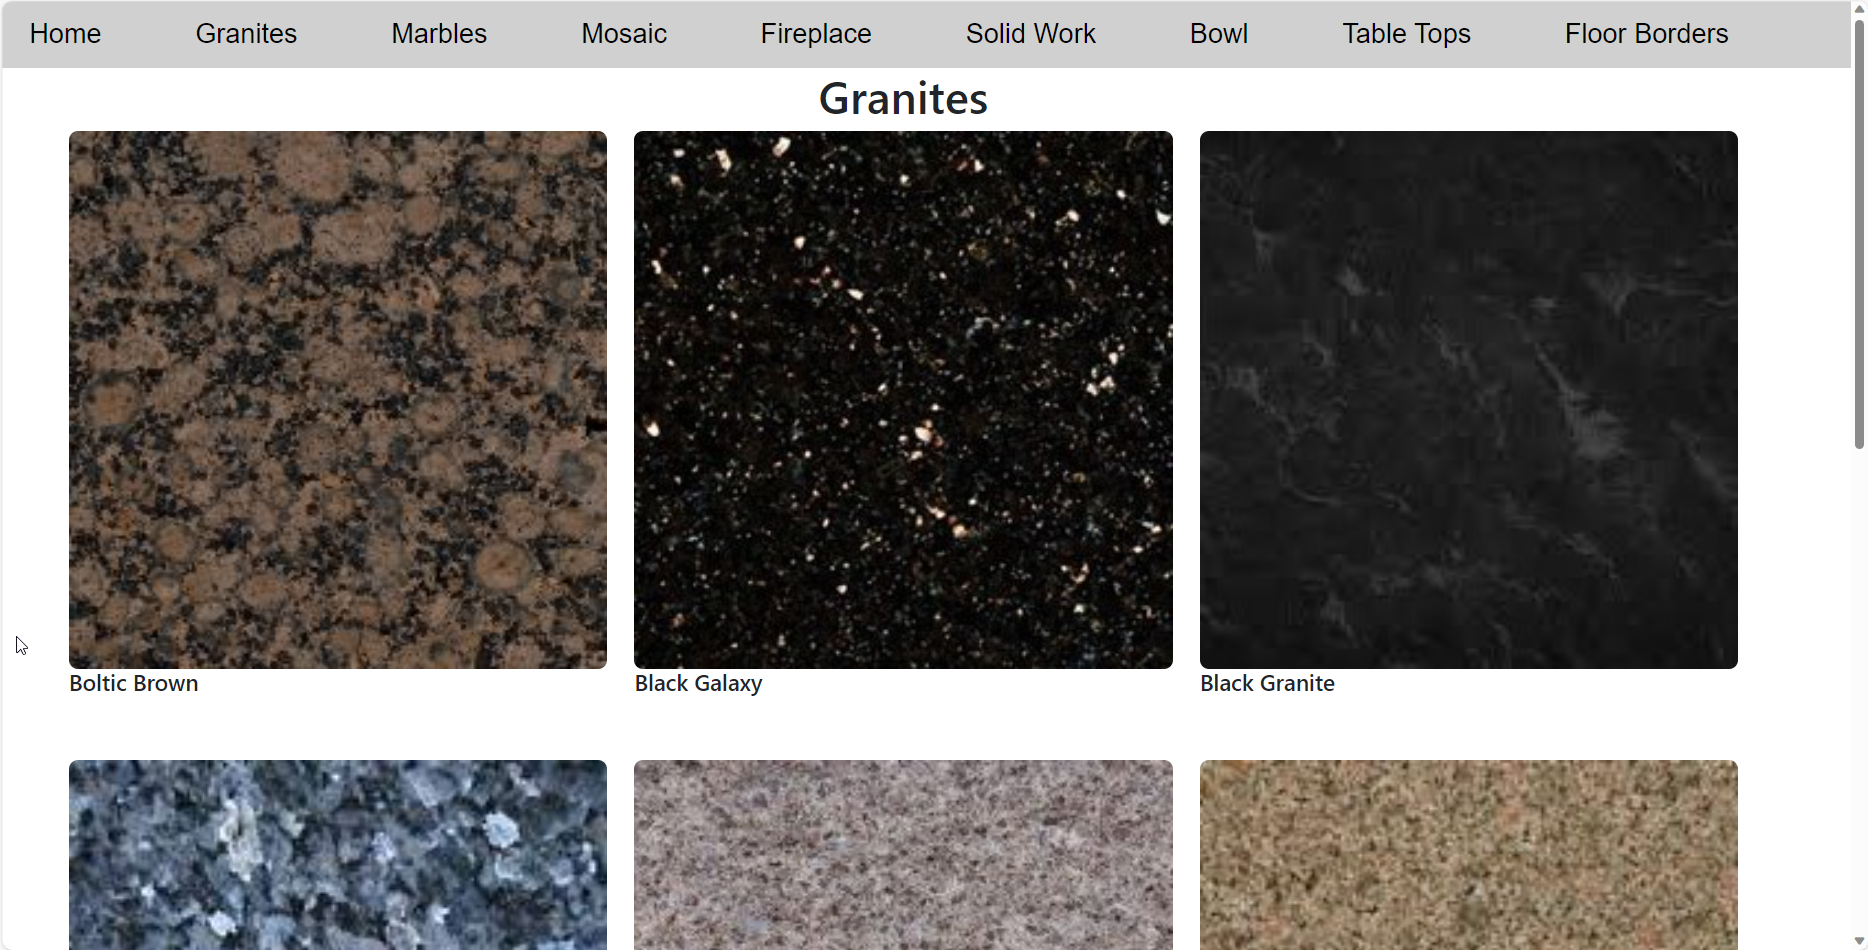 Home Granites Marbles Mosaic Fireplace Solid Work Bowl Table Tops Floor Borders
Granites
Boltic Brown Black Galaxy Black Granite